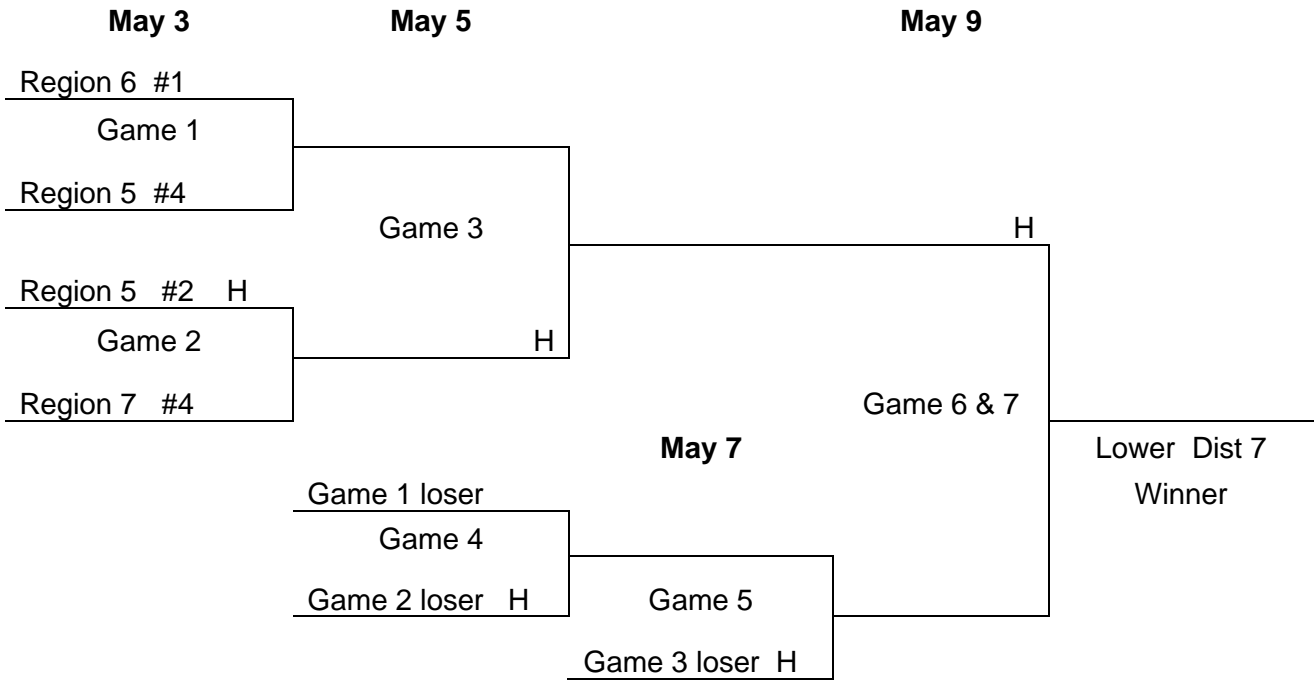 May 3 May 5 May 9
Region 6 #1
Game 1
Region 5 #4
Game 3
H
Region 5 #2 H
Game 2
H
Region 7 #4
Game 6 & 7
May 7
Lower Dist 7
Winner
Game 1 loser
Game 4
Game 2 loser H
Game 5
Game 3 loser H